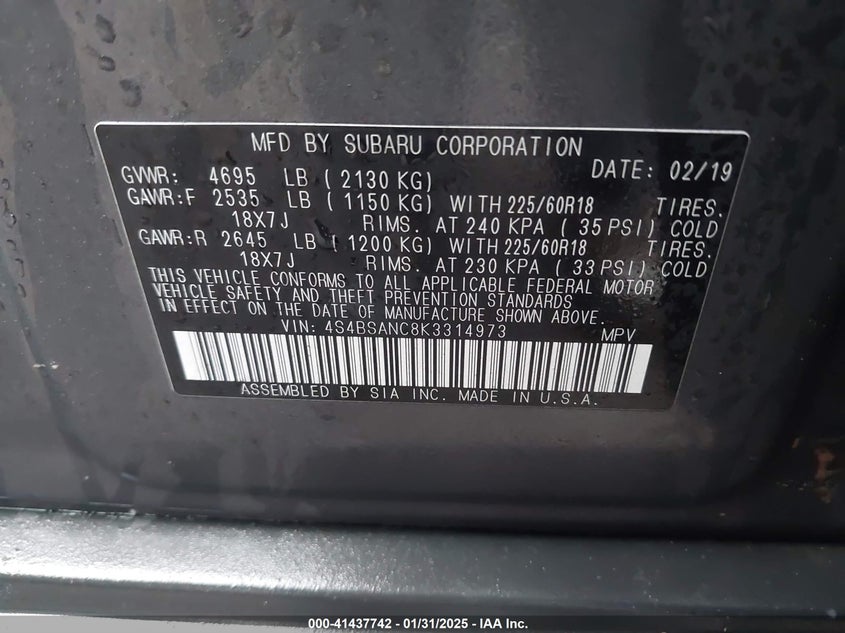 MFD BY SUBARU CORPORATION
DATE: 02/19
GVWR: 4695 LB ( 2130 KG)
GAWR:F 2535 LB ( 1150 KG) WITH 225/60R18 TIRES.
18X7J RIMS. AT 240 KPA ( 35 PSI) COLD
GAWR:R 2645 LB ( 1200 KG) WITH 225/60R18 TIRES.
18X7J RIMS. AT 230 KPA ( 33 PSI) COLD
THIS VEHICLE CONFORMS TO ALL APPLICABLE FEDERAL MOTOR
VEHICLE SAFETY AND THEFT PREVENTION STANDARDS
IN EFFECT ON THE DATE OF MANUFACTURE SHOWN ABOVE.
VIN: 4S4BSANC8K3314973 MPV
ASSEMBLED BY SIA INC. MADE IN U.S.A.
000-41437742 - 01/31/2025 - IAA Inc.